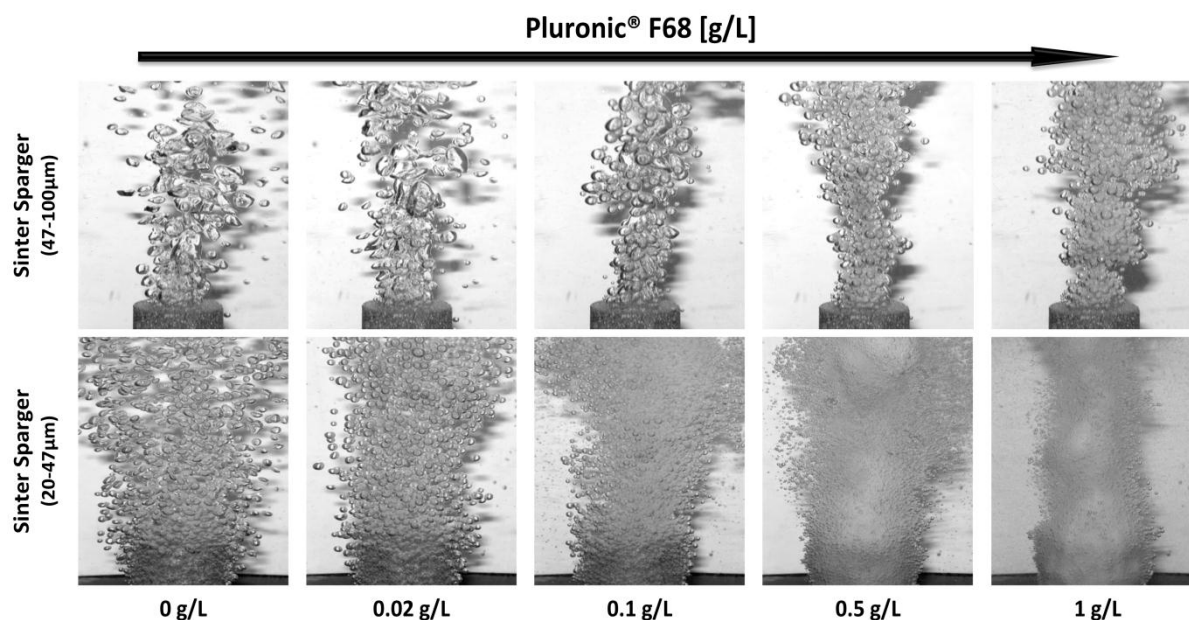 Pluronic® F68 [g/L]
Sinter Sparger
(47-100µm)
Sinter Sparger
(20-47µm)
0 g/L
0.02 g/L
0.1 g/L
0.5 g/L
1 g/L